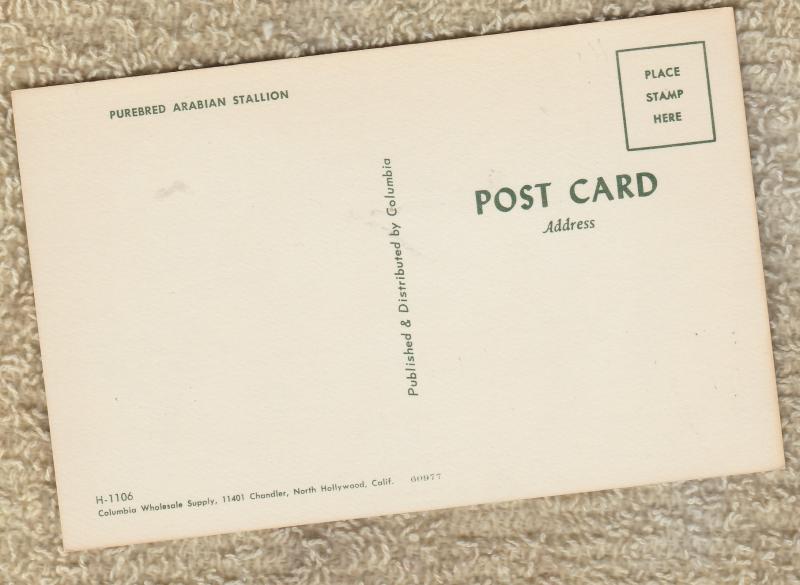 PUREBRED ARABIAN STALLION
PLACE
STAMP
HERE
POST CARD
Address
Published & Distributed by Columbia
H-1106
Columbia Wholesale Supply, 11401 Chandler, North Hollywood, Calif. 60977